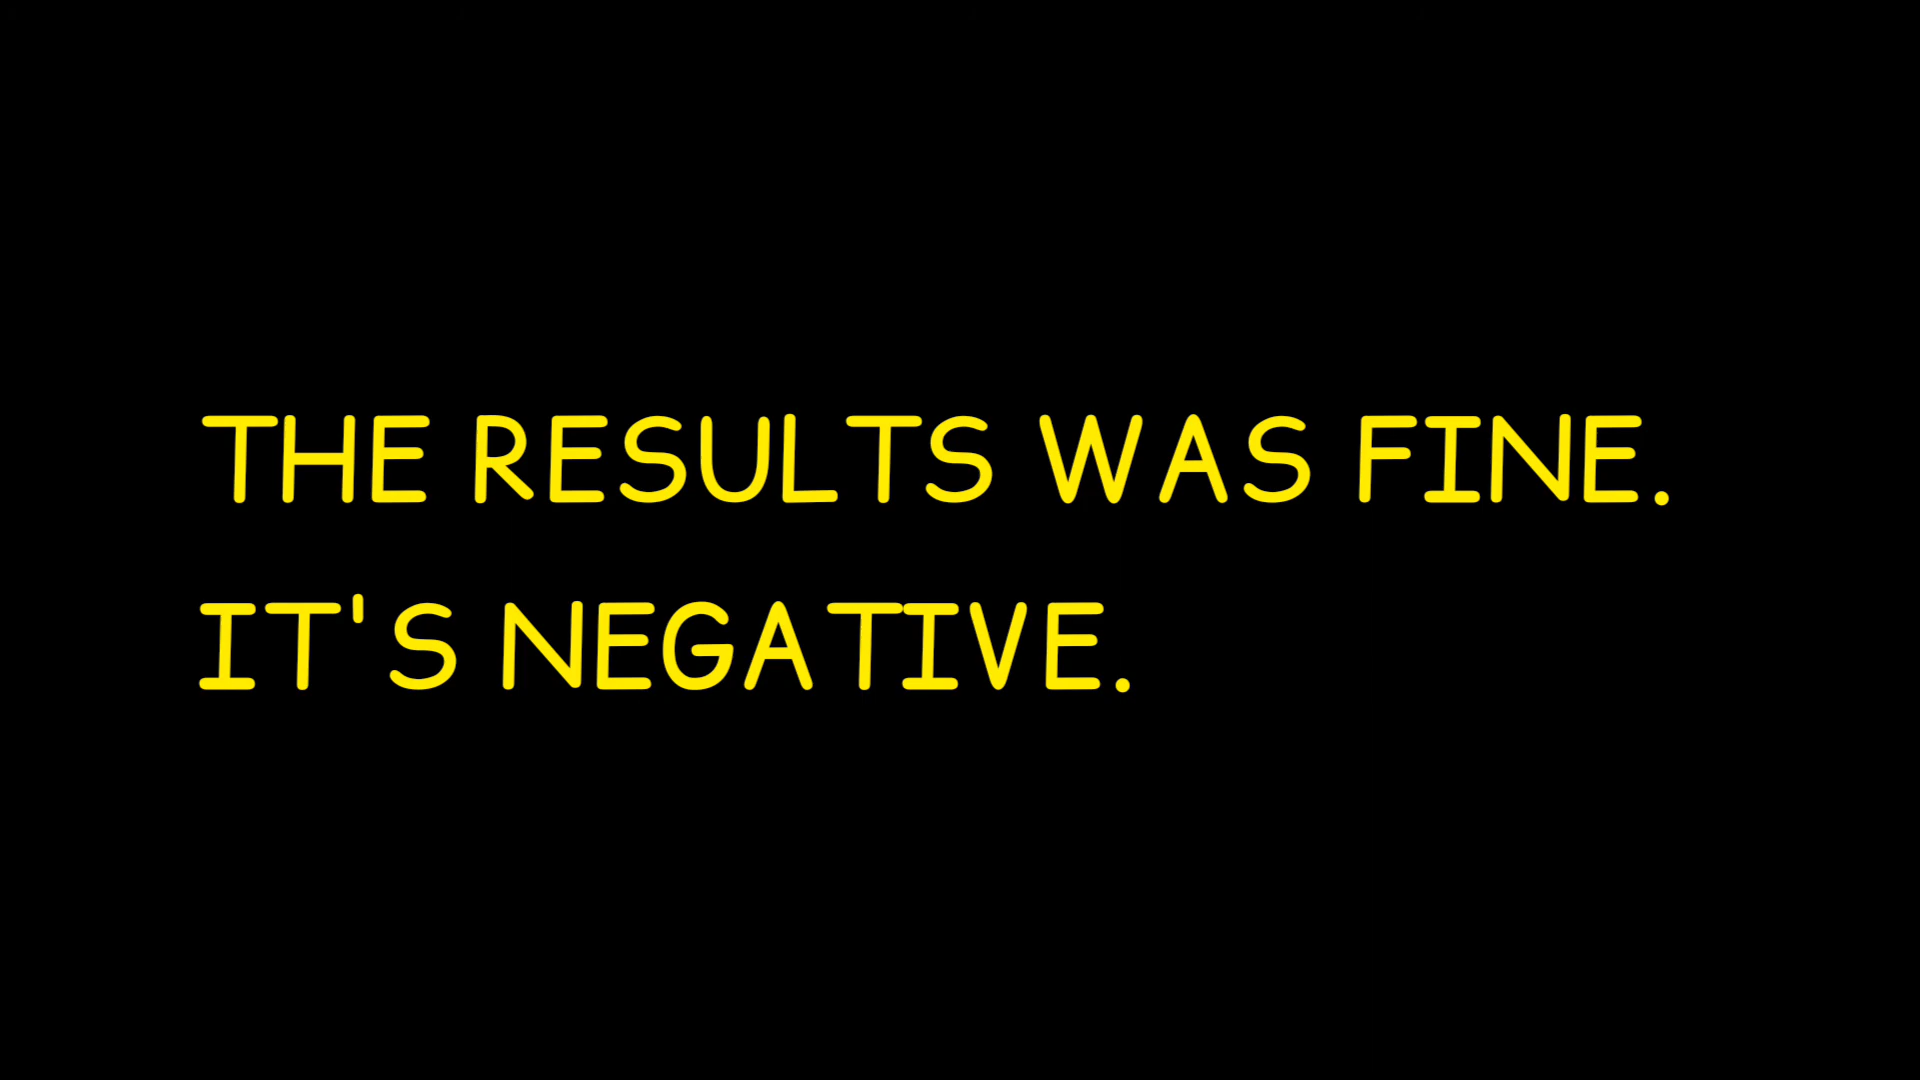 THE RESULTS WAS FINE.
IT'S NEGATIVE.